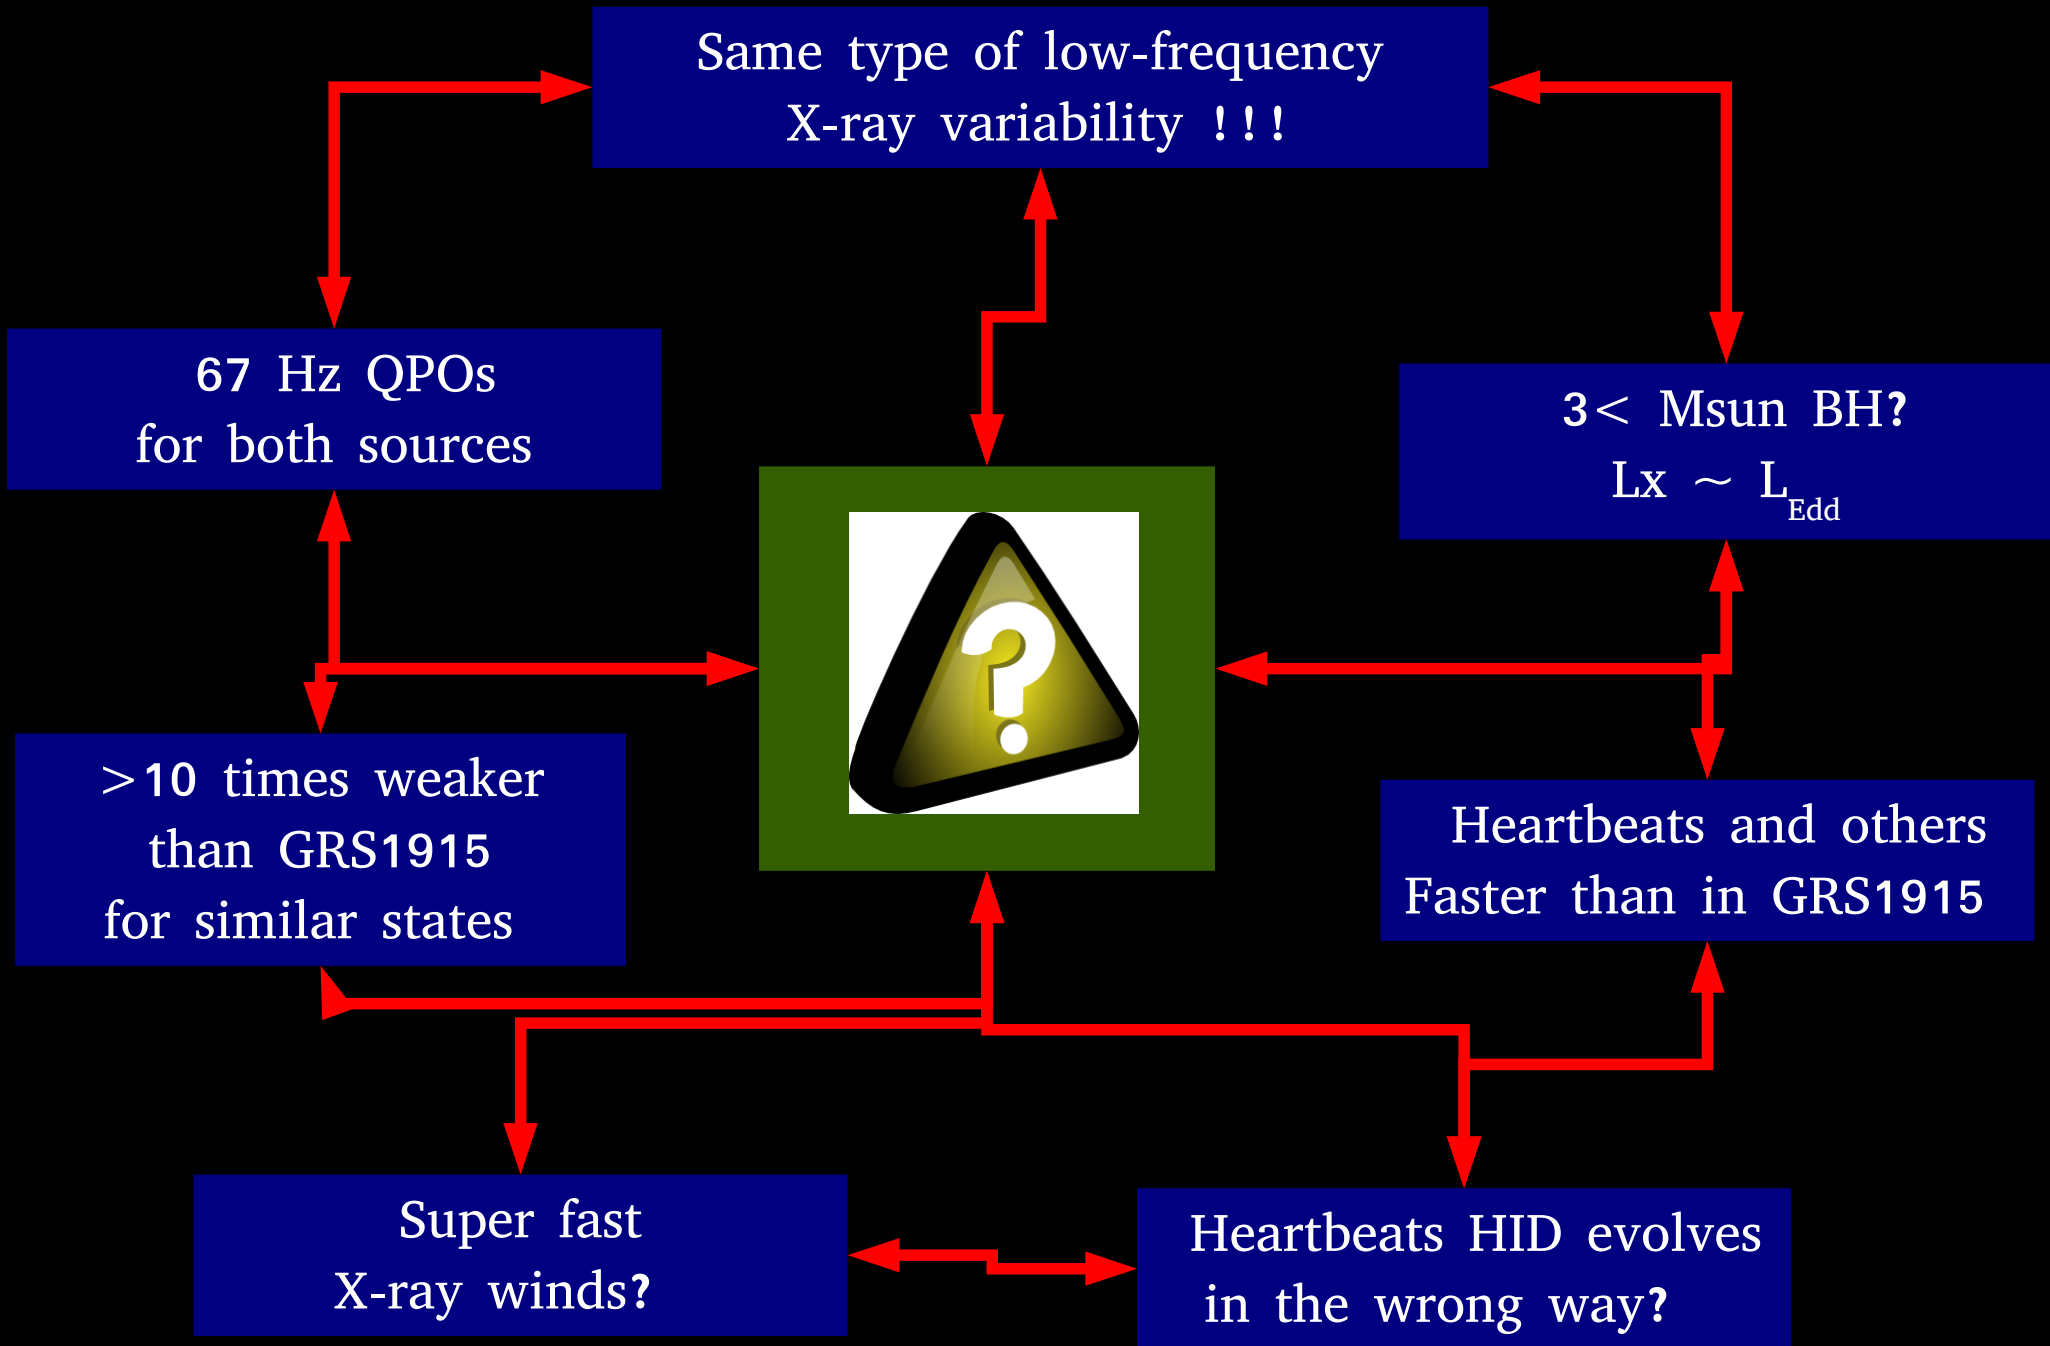 Same type of low-frequency
X-ray variability !!!
67 Hz QPOs
for both sources
3< Msun BH?
Lx ~ LEdd
?
>10 times weaker
than GRS1915
for similar states
Heartbeats and others
Faster than in GRS1915
Super fast
X-ray winds?
Heartbeats HID evolves
in the wrong way?